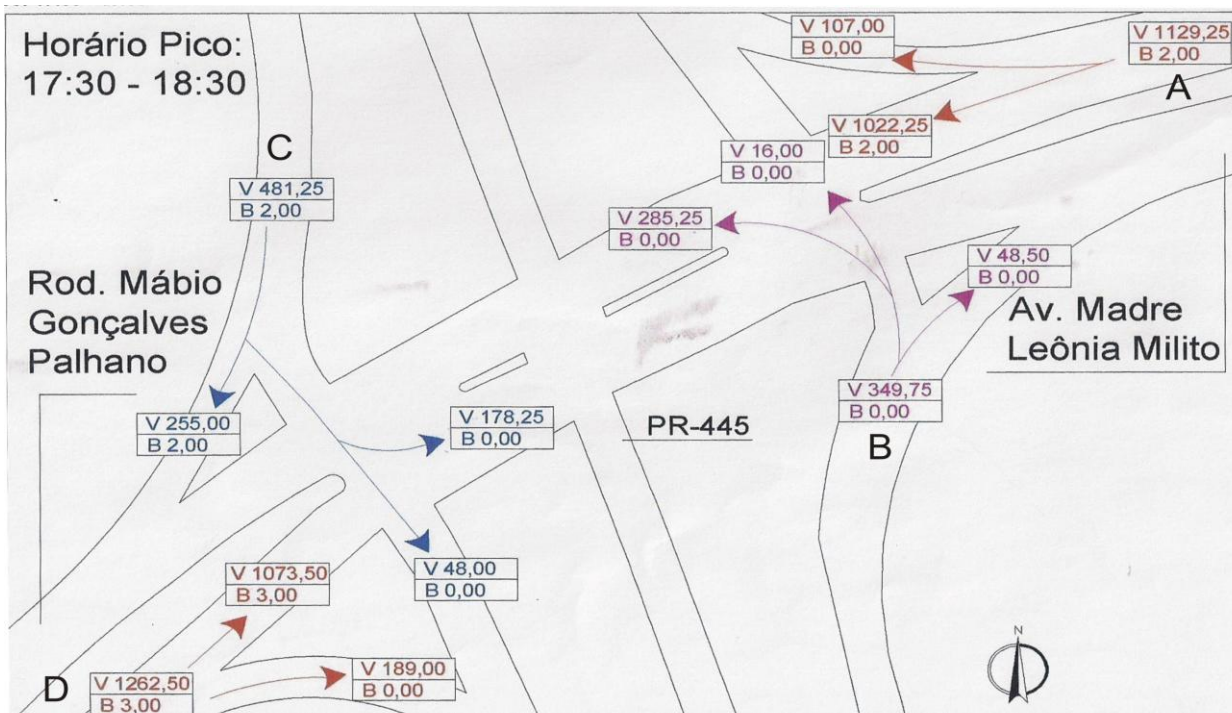 Horário Pico:
17:30 - 18:30
V 107,00
B 0,00
V 1129,25
B 2,00
A
V 1022,25
B 2,00
V 16,00
B 0,00
C
V 481,25
B 2,00
V 285,25
B 0,00
V 48,50
B 0,00
Rod. Mábio
Gonçalves
Palhano
Av. Madre
Leônia Milito
V 349,75
B 0,00
B
V 255,00
B 2,00
V 178,25
B 0,00
PR-445
V 1073,50
B 3,00
V 48,00
B 0,00
D
V 1262,50
B 3,00
V 189,00
B 0,00
N